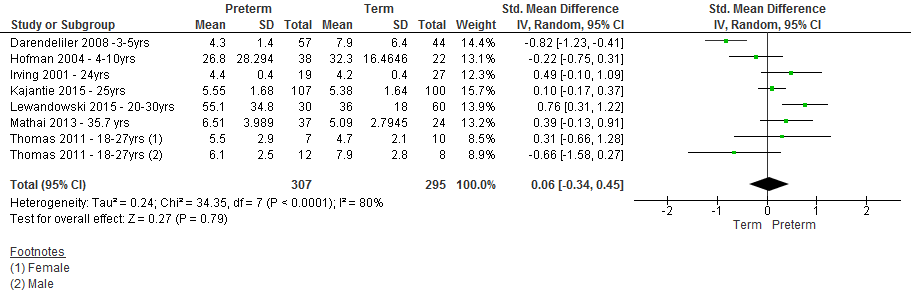 Preterm Term Std. Mean Difference Std. Mean Difference
Study or Subgroup Mean SD Total Mean SD Total Weight IV, Random, 95% CI IV, Random, 95% CI
Darendeliler 2008 -3-5yrs 4.3 1.4 57 7.9 6.4 44 14.4% -0.82 [-1.23, -0.41]
Hofman 2004 - 4-10yrs 26.8 28.294 38 32.3 16.4646 22 13.3% -0.22 [-0.75, 0.31]
Irving 2001 - 24yrs 4.4 0.4 19 4.2 0.4 27 12.6% 0.49 [-0.10, 1.09]
Kajantie 2015 - 25yrs 5.55 1.68 107 5.38 1.64 100 15.6% 0.10 [-0.17, 0.37]
Lewandowski 2015 - 20-30yrs 55.1 34.8 30 36 18 60 13.9% 0.76 [0.31, 1.22]
Mathai 2013 - 35.7 yrs 6.51 3.989 37 5.09 2.7945 24 13.4% 0.39 [-0.13, 0.91]
Thomas 2011 - 18-27yrs (1) 5.5 2.9 7 4.7 2.1 10 8.5% 0.31 [-0.66, 1.28]
Thomas 2011 - 18-27yrs (2) 6.1 2.5 12 7.9 2.8 8 8.9% -0.66 [-1.58, 0.27]
Total (95% CI) 307 295 100.0% 0.06 [-0.34, 0.45]
Heterogeneity: Tau² = 0.24; Chi² = 34.35, df = 7 (P < 0.0001); I² = 80%
Test for overall effect: Z = 0.27 (P = 0.79)
-2 -1 0 1 2
Term Preterm
Footnotes
(1) Female
(2) Male